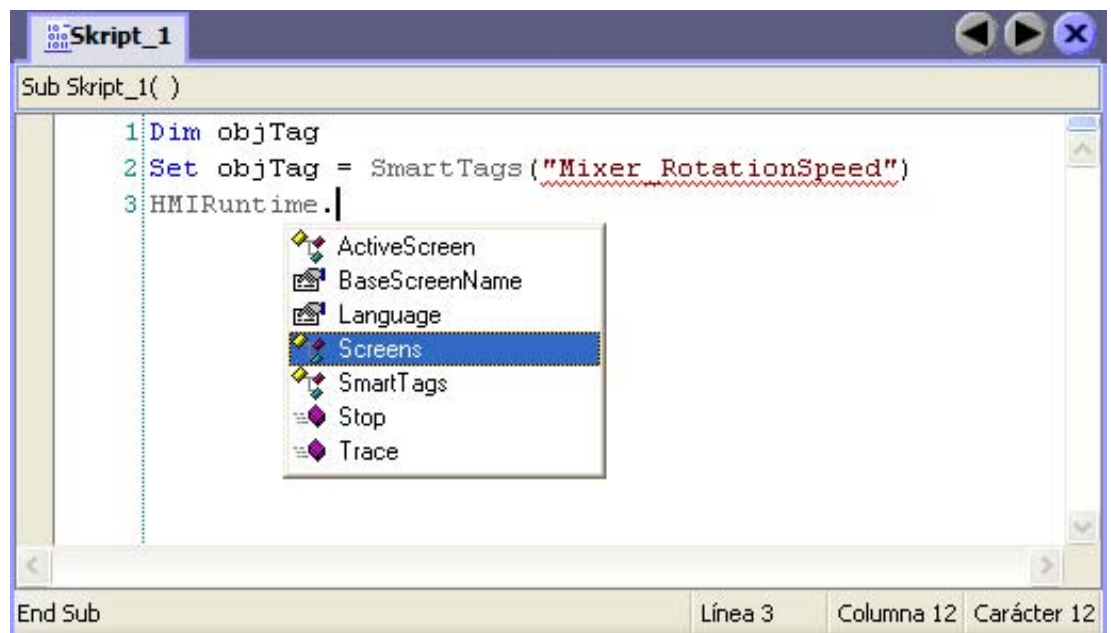 Skript_1
Sub Skript_1( )
1 Dim objTag
2 Set objTag = SmartTags("Mixer_RotationSpeed")
3 HMIRuntime.
ActiveScreen
BaseScreenName
Language
Screens
SmartTags
Stop
Trace
End Sub Línea 3 Columna 12 Carácter 12